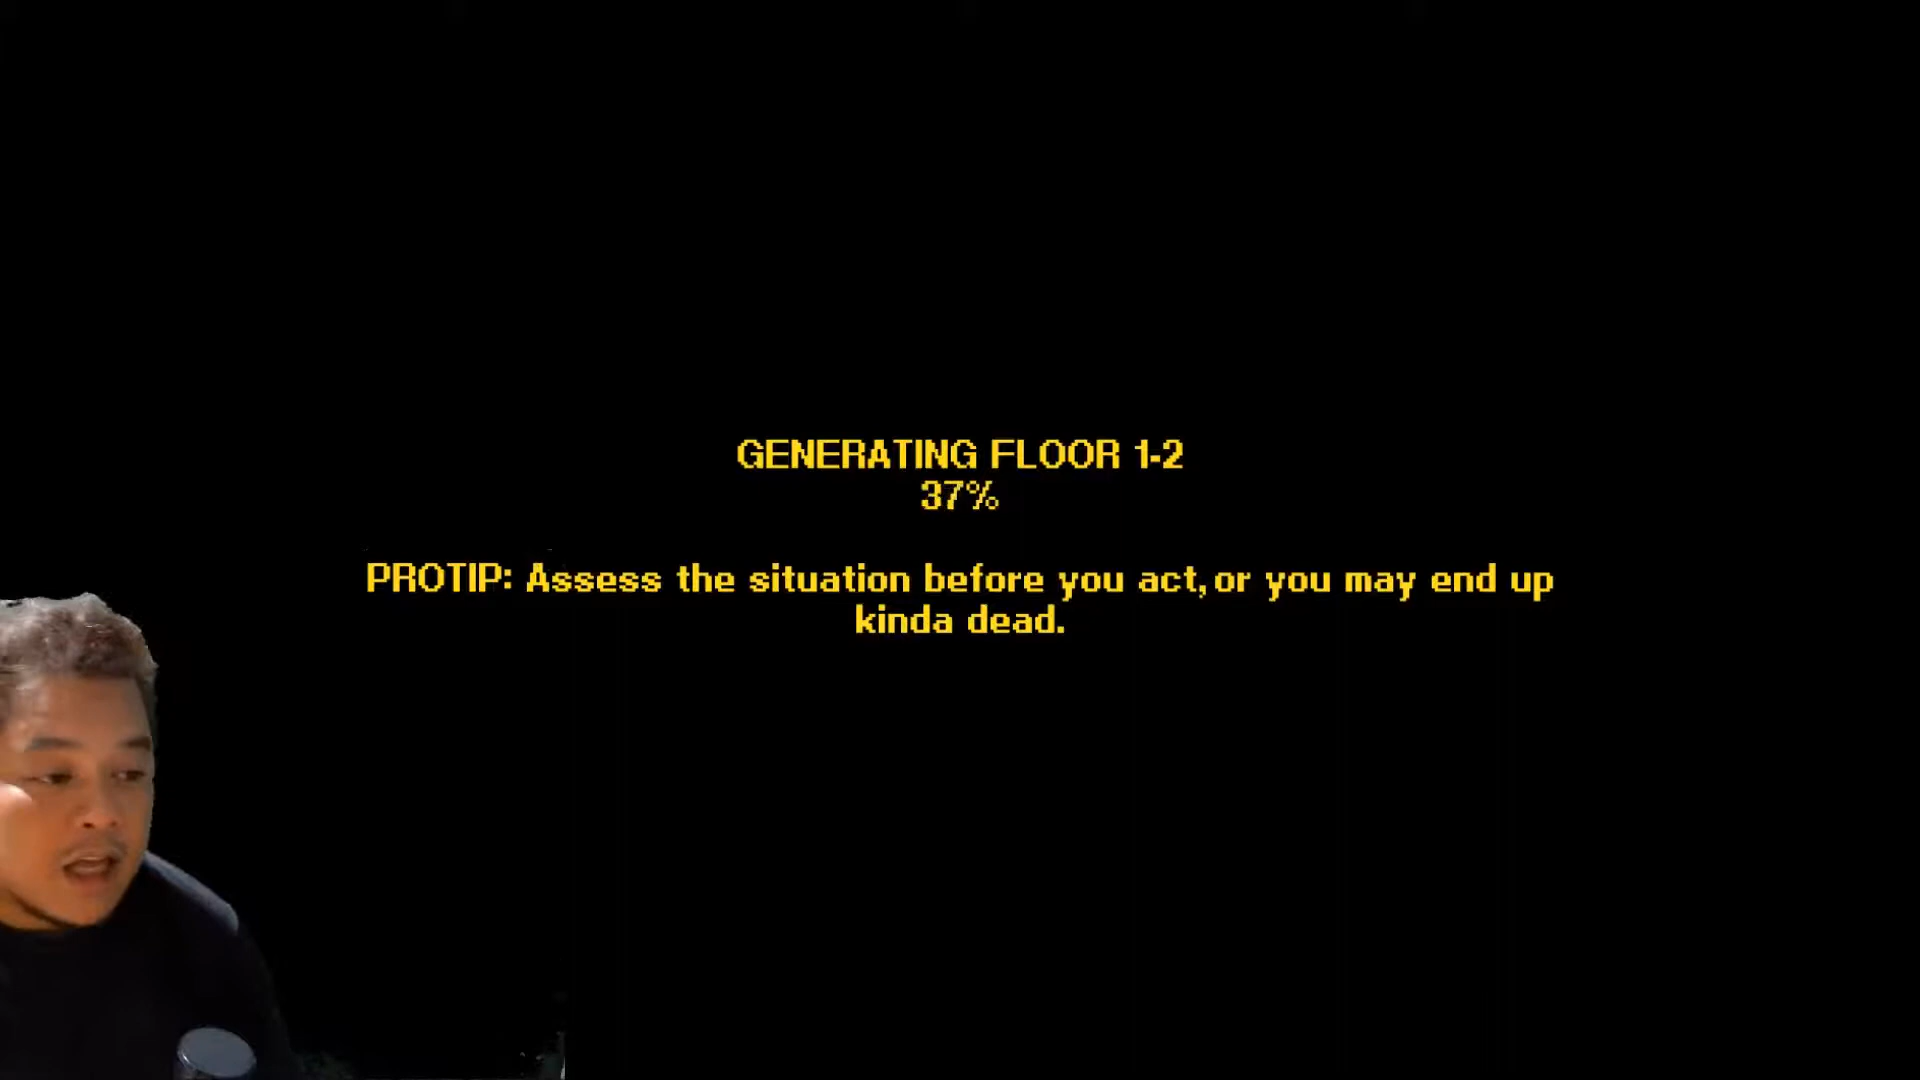 GENERATING FLOOR 1-2
37%
PROTIP: Assess the situation before you act, or you may end up
kinda dead.